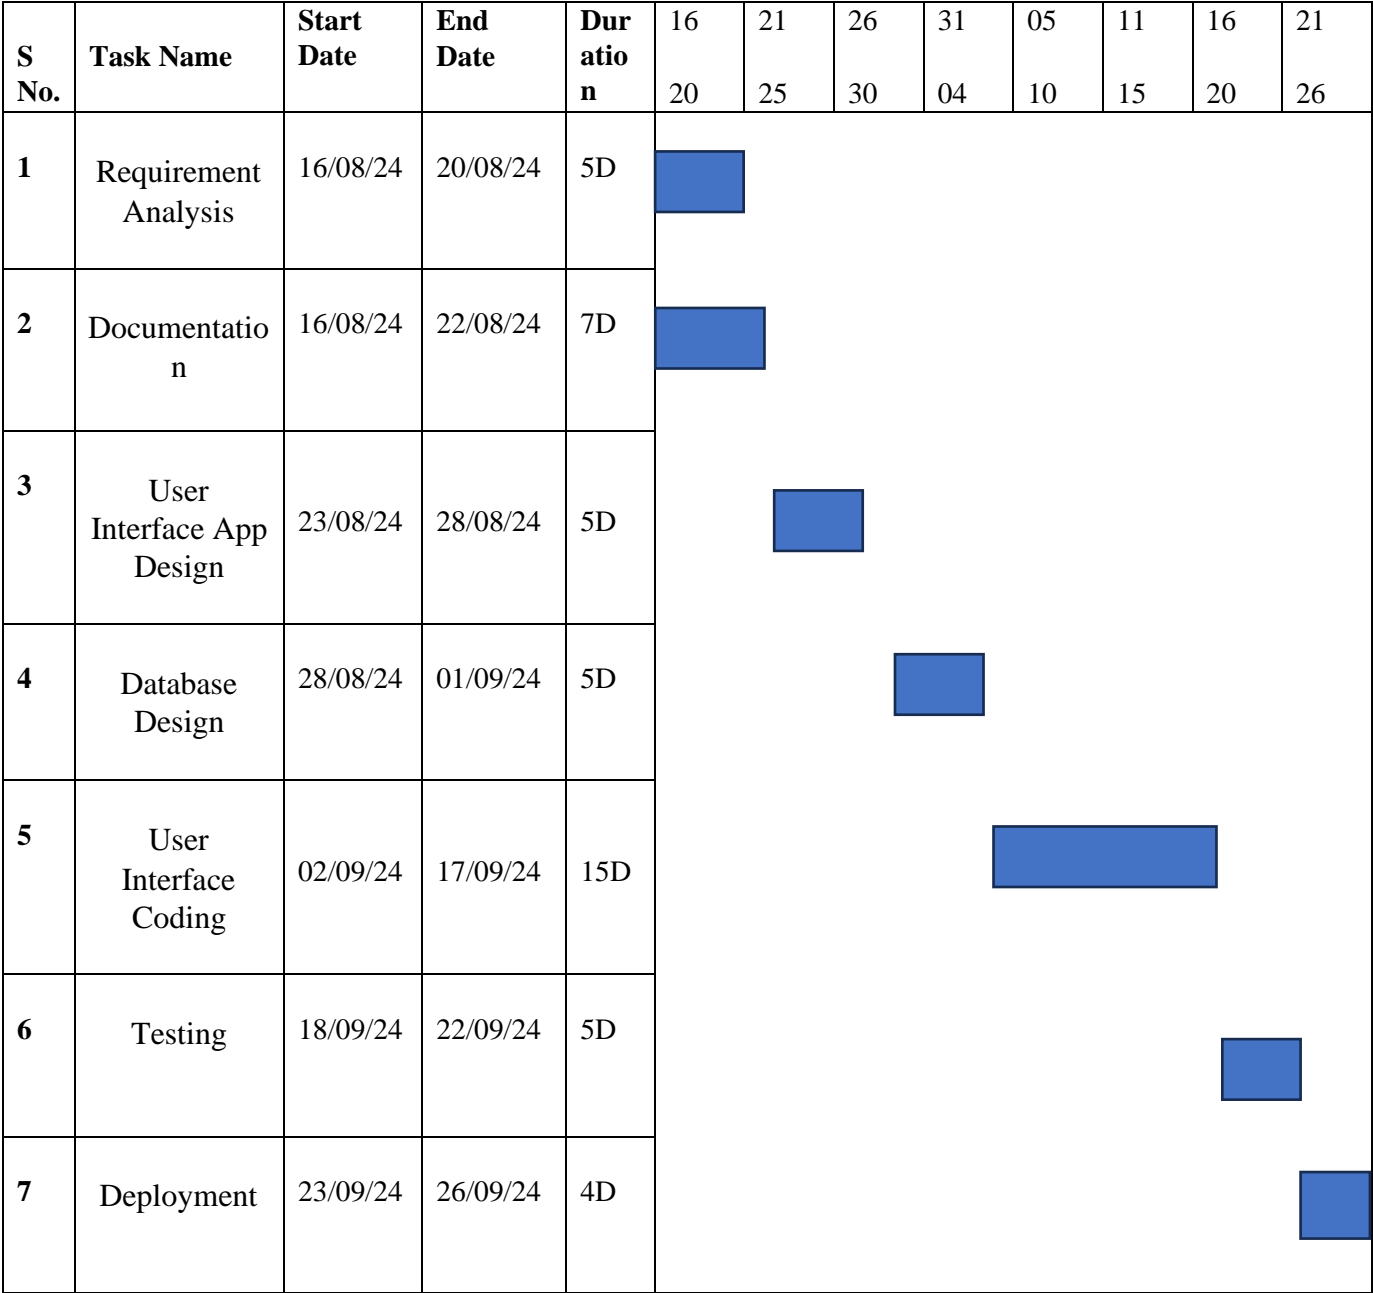 S No. Task Name Start Date End Date Dur atio n 16 21 26 31 05 11 16 21
20 25 30 04 10 15 20 26
1 Requirement Analysis 16/08/24 20/08/24 5D
2 Documentatio n 16/08/24 22/08/24 7D
3 User Interface App Design 23/08/24 28/08/24 5D
4 Database Design 28/08/24 01/09/24 5D
5 User Interface Coding 02/09/24 17/09/24 15D
6 Testing 18/09/24 22/09/24 5D
7 Deployment 23/09/24 26/09/24 4D